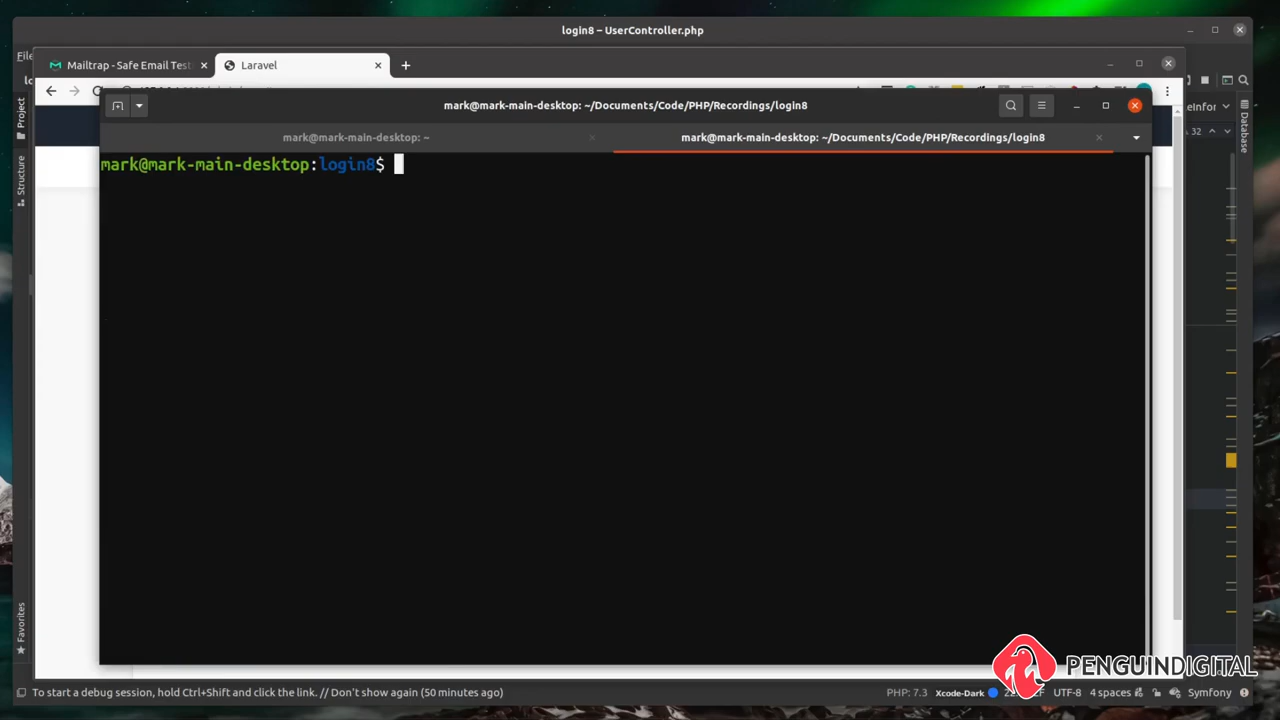 login8 – UserController.php
File
Mailtrap - Safe Email Test
Laravel
mark@mark-main-desktop: ~/Documents/Code/PHP/Recordings/login8
mark@mark-main-desktop: ~
mark@mark-main-desktop: ~/Documents/Code/PHP/Recordings/login8
mark@mark-main-desktop:login8$
Project
Structure
Favorites
Database
32
PENGUINDIGITAL
To start a debug session, hold Ctrl+Shift and click the link. // Don't show again (50 minutes ago)
PHP: 7.3
Xcode-Dark
UTF-8
4 spaces
Symfony